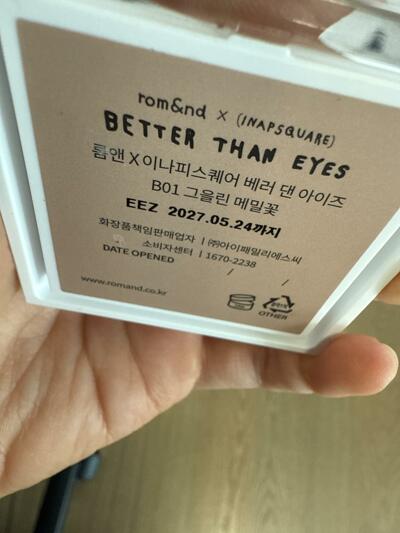 rom&nd x (INAPSQUARE)
BETTER THAN EYES
롬앤 X 이나피스퀘어 베러 댄 아이즈
B01 그을린 메밀꽃
EEZ 2027.05.24까지
화장품책임판매업자 | ㈜아이패밀리에스씨
소비자센터 | 1670-2238
DATE OPENED / /
www.romand.co.kr
OTHER